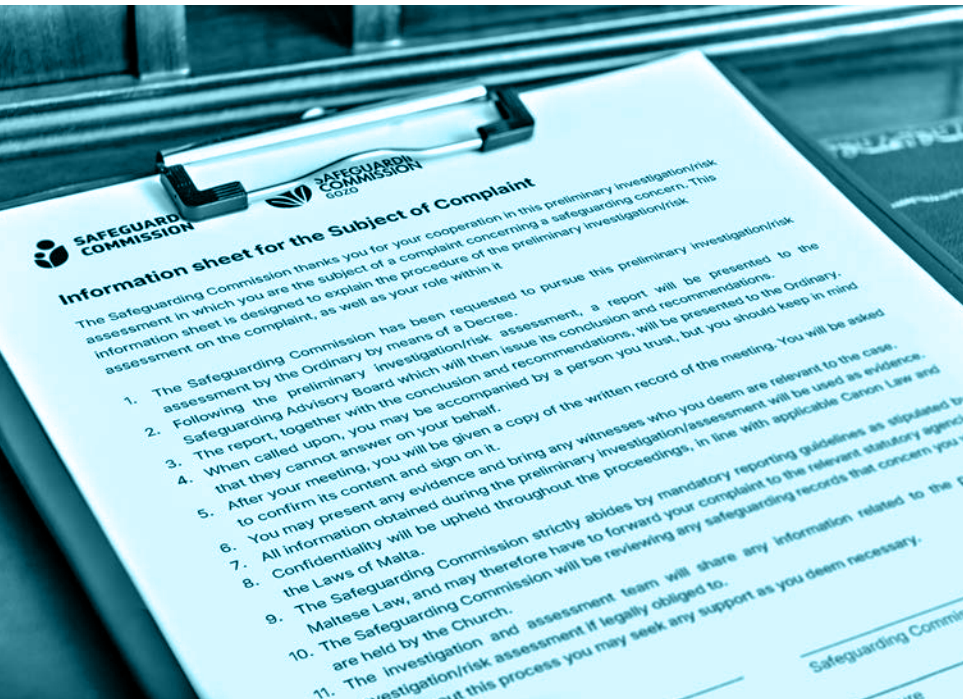 SAFEGUARDI
COMMISSION
SAFEGUARDIN
COMMISSION
GOZO
Information sheet for the Subject of Complaint
The Safeguarding Commission thanks you for your cooperation in this preliminary investigation/risk
assessment in which you are the subject of a complaint concerning a safeguarding concern. This
information sheet is designed to explain the procedure of the preliminary investigation/risk
assessment on the complaint, as well as your role within it
1. The Safeguarding Commission has been requested to pursue this preliminary investigation/risk
assessment by the Ordinary by means of a Decree.
2. Following the preliminary investigation/risk assessment, a report will be presented to the
Safeguarding Advisory Board which will then issue its conclusion and recommendations.
3. The report, together with the conclusion and recommendations, will be presented to the Ordinary.
4. When called upon, you may be accompanied by a person you trust, but you should keep in mind
that they cannot answer on your behalf.
5. After your meeting, you will be given a copy of the written record of the meeting. You will be asked
to confirm its content and sign on it.
6. You may present any evidence and bring any witnesses who you deem are relevant to the case.
7. All information obtained during the preliminary investigation/assessment will be used as evidence.
8. Confidentiality will be upheld throughout the proceedings, in line with applicable Canon Law and
the Laws of Malta.
9. The Safeguarding Commission strictly abides by mandatory reporting guidelines as stipulated b
Maltese Law, and may therefore have to forward your complaint to the relevant statutory agenc
10. The Safeguarding Commission will be reviewing any safeguarding records that concern you
are held by the Church.
11. The investigation and assessment team will share any information related to the p
vestigation/risk assessment if legally obliged to.
ut this process you may seek any support as you deem necessary.
Safeguarding Commis